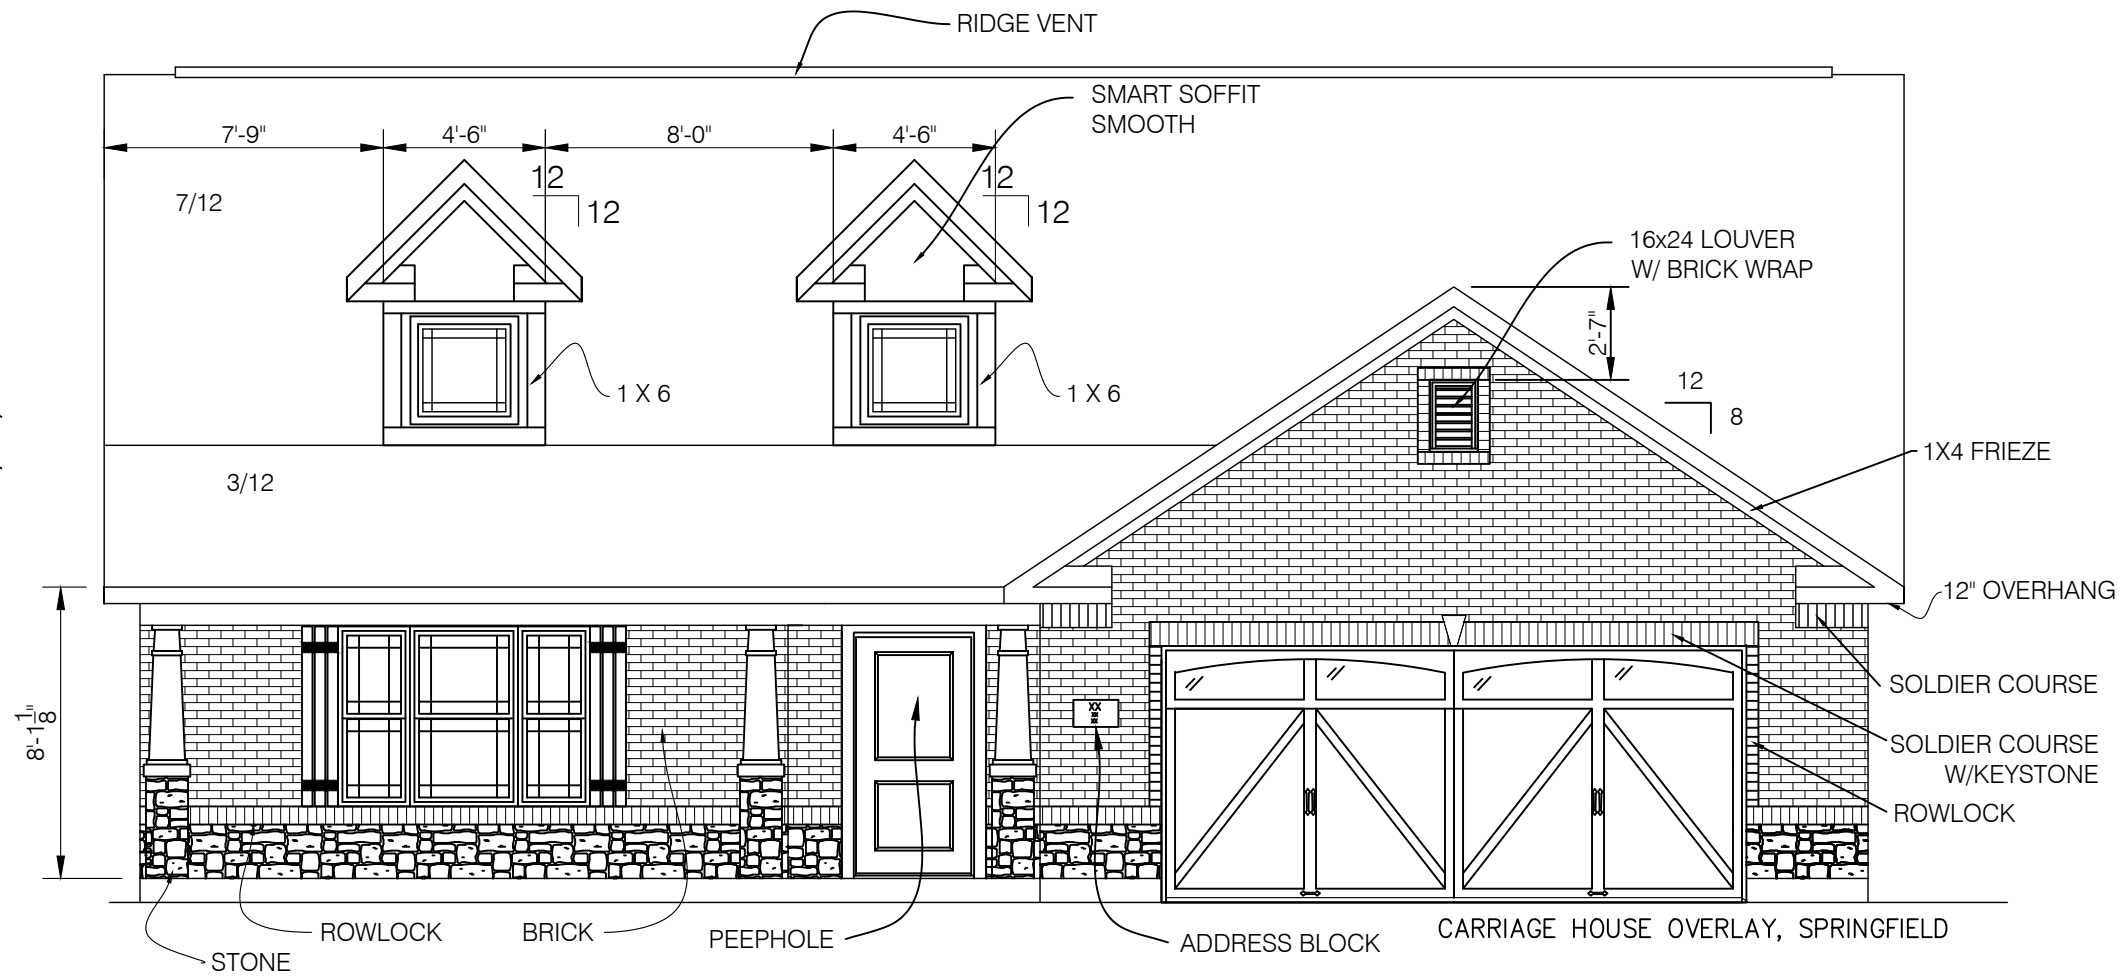 RIDGE VENT
SMART SOFFIT
SMOOTH
7'-9"
4'-6"
8'-0"
4'-6"
12
12
12
12
7/12
16x24 LOUVER
W/ BRICK WRAP
2'-7"
12
8
1 X 6
1 X 6
1X4 FRIEZE
3/12
12" OVERHANG
8'-1 1/8"
XX
XX
XX
SOLDIER COURSE
SOLDIER COURSE
W/KEYSTONE
ROWLOCK
ROWLOCK
BRICK
PEEPHOLE
ADDRESS BLOCK
CARRIAGE HOUSE OVERLAY, SPRINGFIELD
STONE